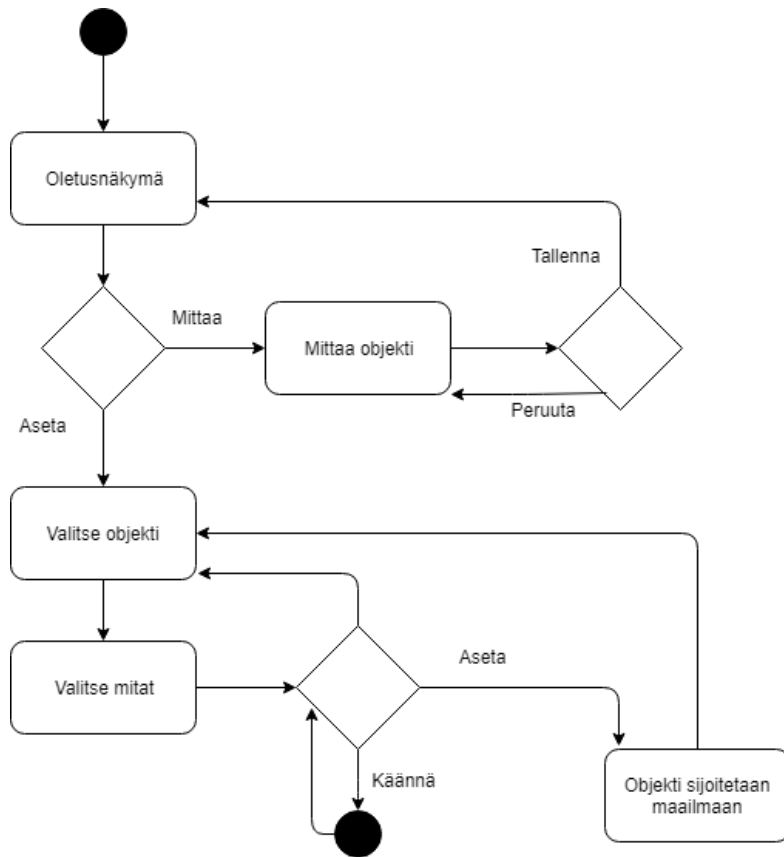 Oletusnäkymä
Tallenna
Mittaa
Mittaa objekti
Peruuta
Aseta
Valitse objekti
Aseta
Valitse mitat
Käännä
Objekti sijoitetaan
maailmaan